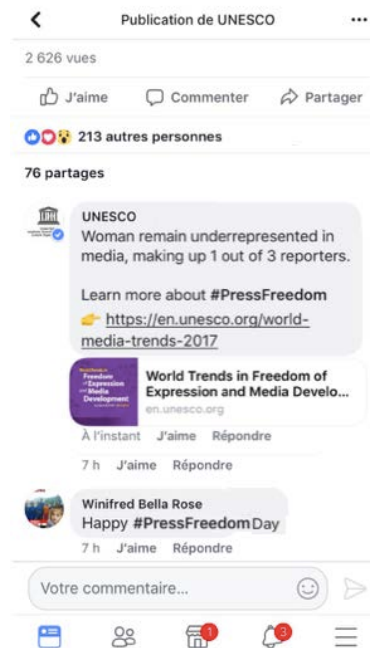 Publication de UNESCO
2 626 vues
J'aime Commenter Partager
213 autres personnes
76 partages
UNESCO
Woman remain underrepresented in
media, making up 1 out of 3 reporters.
Learn more about #PressFreedom
https://en.unesco.org/world-
media-trends-2017
World Trends in Freedom of
Expression and Media Develo...
en.unesco.org
Freedom
of Expression
and Media
Development
À l'instant J'aime Répondre
7 h J'aime Répondre
Winifred Bella Rose
Happy #PressFreedom Day
7 h J'aime Répondre
Votre commentaire...
1 3